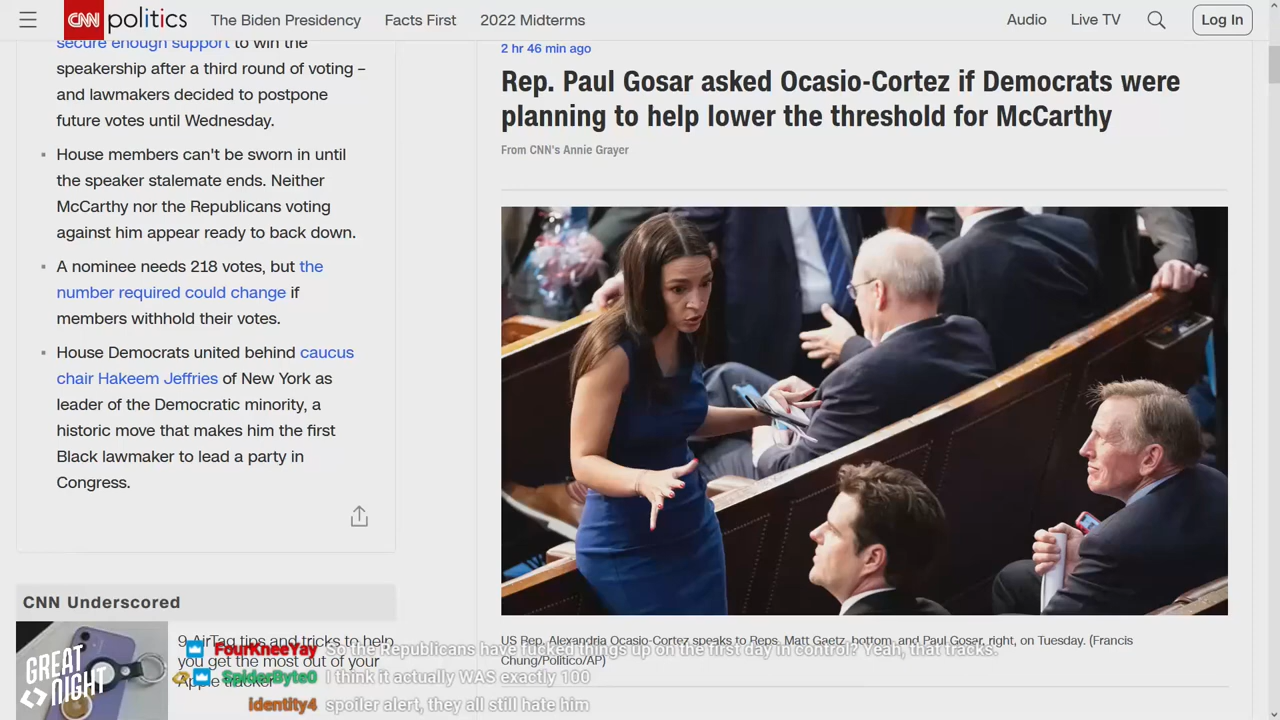 CNN politics
The Biden Presidency
Facts First
2022 Midterms
Audio
Live TV
Log In
secure enough support to win the
speakership after a third round of voting –
and lawmakers decided to postpone
future votes until Wednesday.
House members can't be sworn in until
the speaker stalemate ends. Neither
McCarthy nor the Republicans voting
against him appear ready to back down.
A nominee needs 218 votes, but the
number required could change if
members withhold their votes.
House Democrats united behind caucus
chair Hakeem Jeffries of New York as
leader of the Democratic minority, a
historic move that makes him the first
Black lawmaker to lead a party in
Congress.
CNN Underscored
9 AirTag tips and tricks to help
you get the most out of your
Apple tracker
GREAT
NIGHT
2 hr 46 min ago
Rep. Paul Gosar asked Ocasio-Cortez if Democrats were
planning to help lower the threshold for McCarthy
From CNN's Annie Grayer
US Rep. Alexandria Ocasio-Cortez speaks to Reps. Matt Gaetz, bottom, and Paul Gosar, right, on Tuesday. (Francis
Chung/Politico/AP)
FourKneeYay So the Republicans have fucked things up on the first day in control? Yeah, that tracks.
SpiderByte0 I think it actually WAS exactly 100
Identity4 spoiler alert, they all still hate him